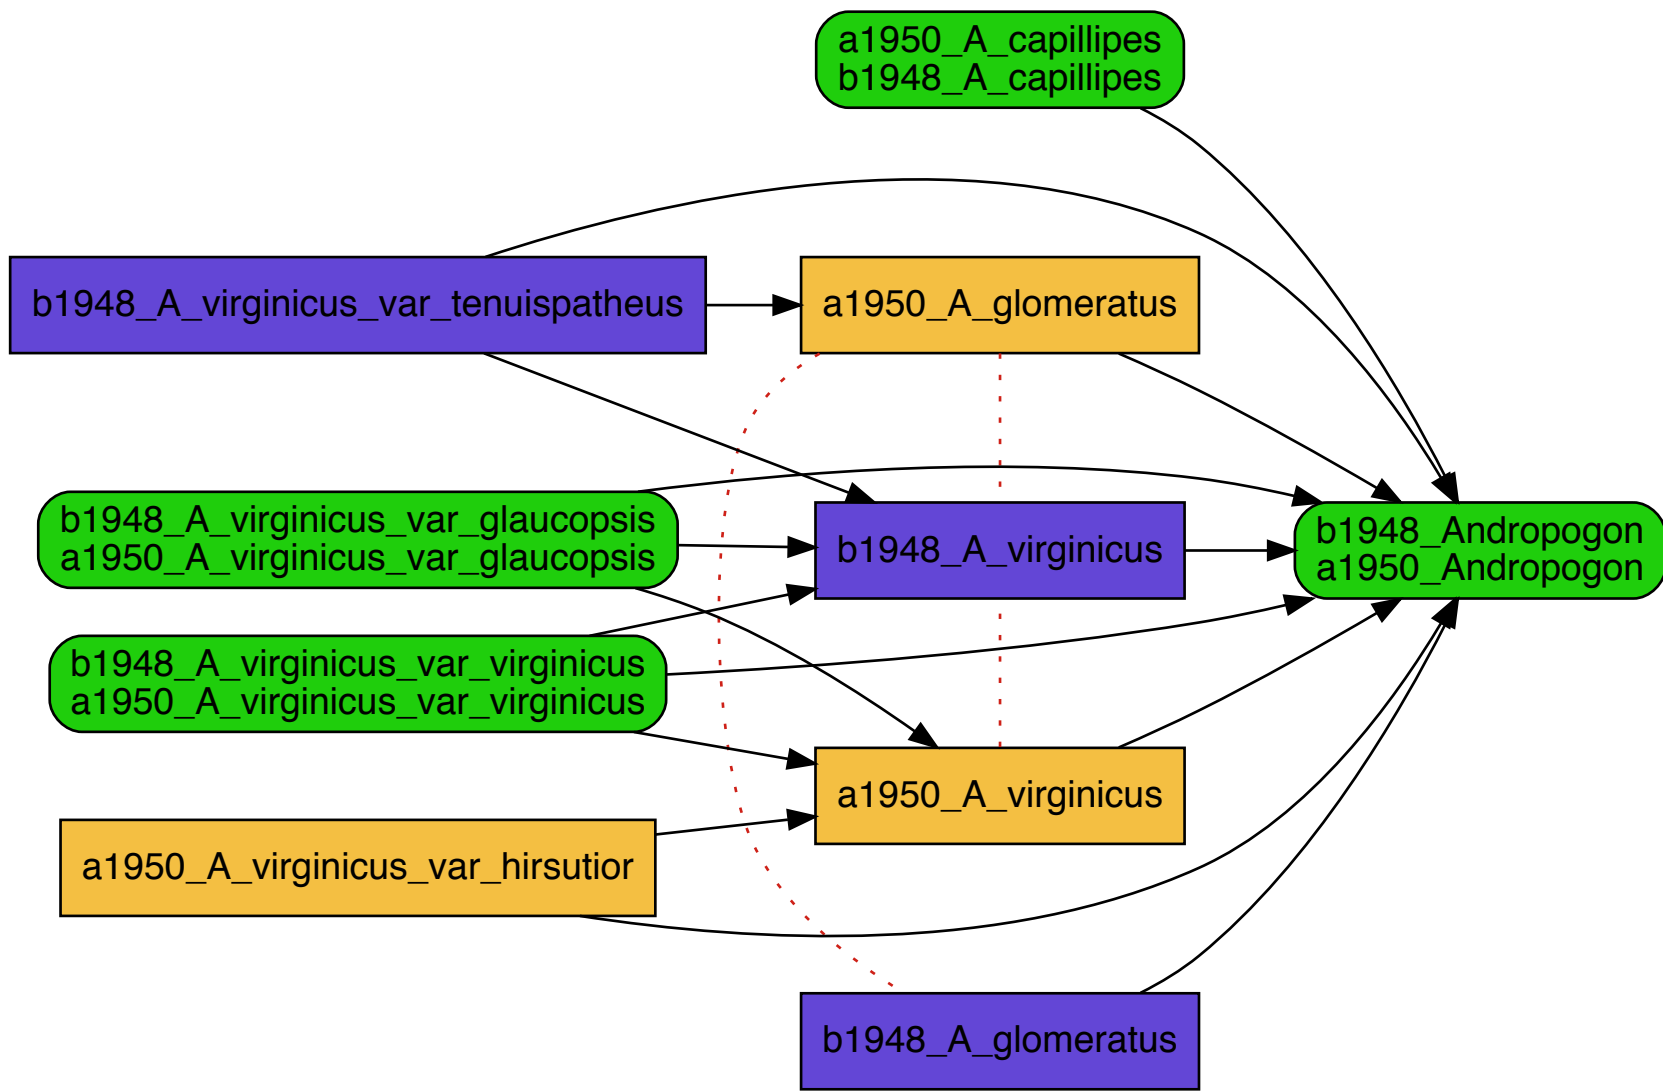 a1950_A_capillipes
b1948_A_capillipes
b1948_A_virginicus_var_tenuispatheus
a1950_A_glomeratus
b1948_A_virginicus_var_glaucopsis
a1950_A_virginicus_var_glaucopsis
b1948_A_virginicus
b1948_Andropogon
a1950_Andropogon
b1948_A_virginicus_var_virginicus
a1950_A_virginicus_var_virginicus
a1950_A_virginicus
a1950_A_virginicus_var_hirsutior
b1948_A_glomeratus